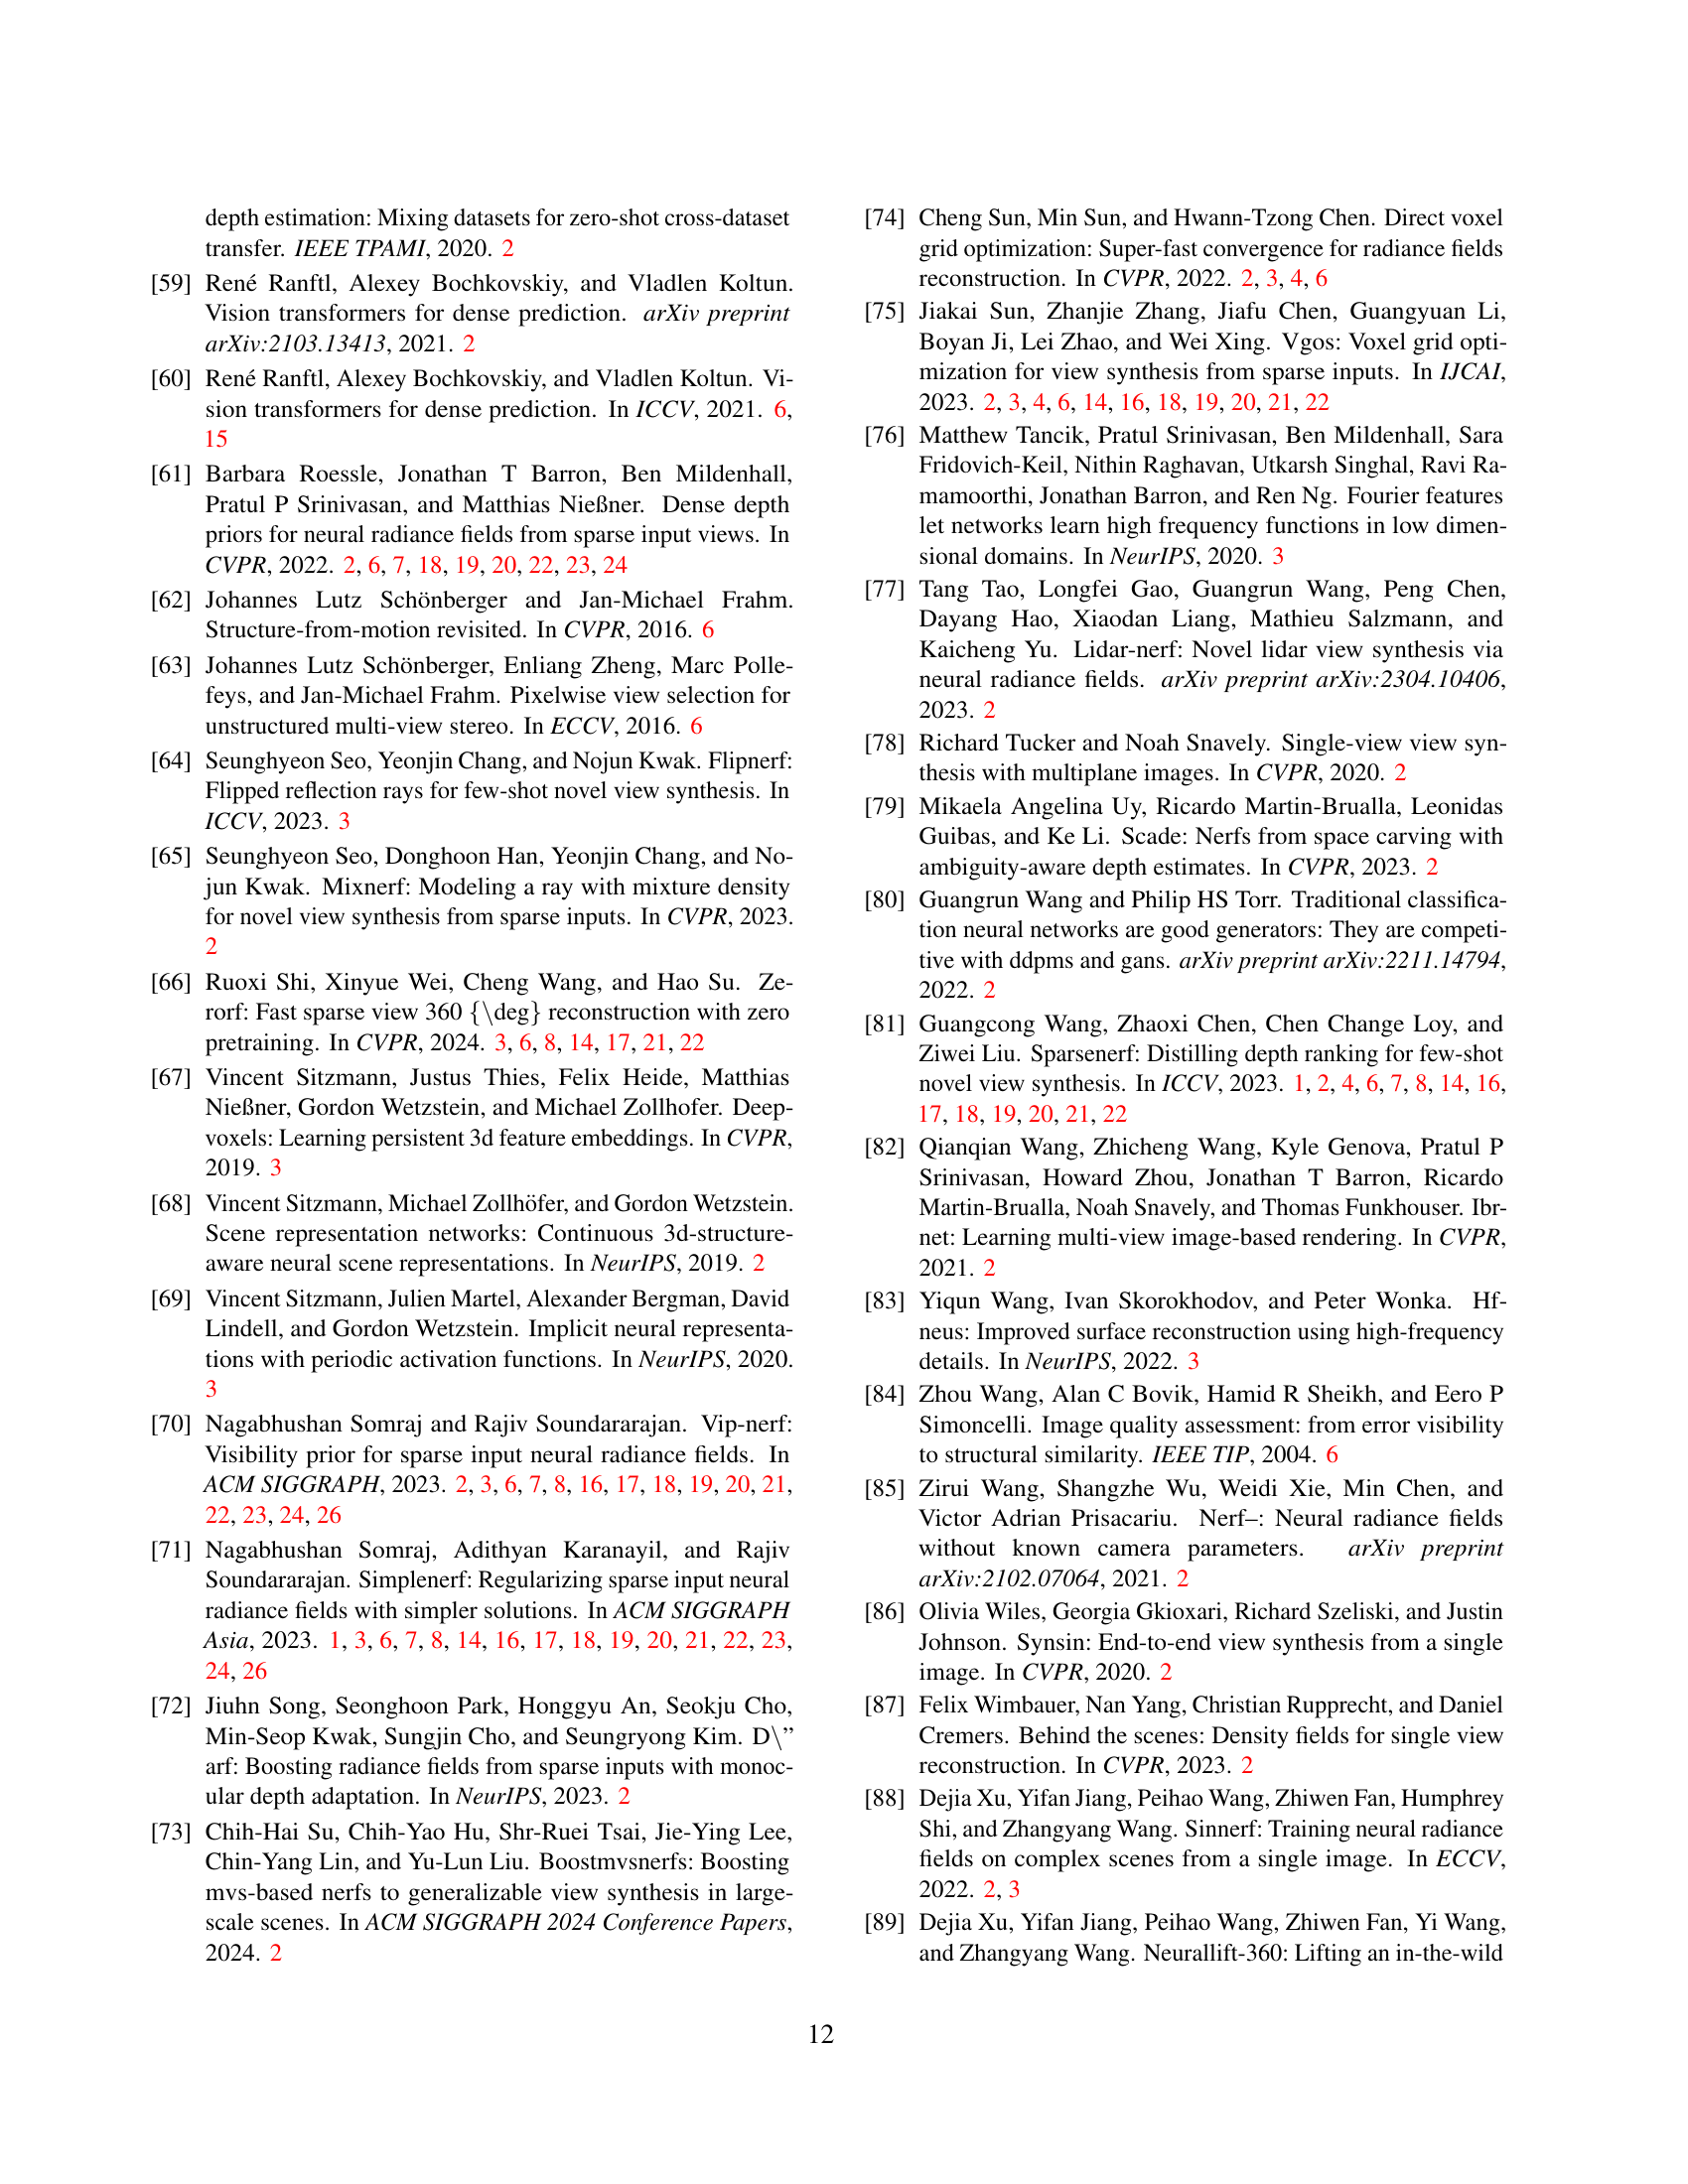 depth estimation: Mixing datasets for zero-shot cross-dataset
transfer. IEEE TPAMI, 2020. 2
[59] René Ranftl, Alexey Bochkovskiy, and Vladlen Koltun.
Vision transformers for dense prediction. arXiv preprint
arXiv:2103.13413, 2021. 2
[60] René Ranftl, Alexey Bochkovskiy, and Vladlen Koltun. Vi-
sion transformers for dense prediction. In ICCV, 2021. 6,
15
[61] Barbara Roessle, Jonathan T Barron, Ben Mildenhall,
Pratul P Srinivasan, and Matthias Nießner. Dense depth
priors for neural radiance fields from sparse input views. In
CVPR, 2022. 2, 6, 7, 18, 19, 20, 22, 23, 24
[62] Johannes Lutz Schönberger and Jan-Michael Frahm.
Structure-from-motion revisited. In CVPR, 2016. 6
[63] Johannes Lutz Schönberger, Enliang Zheng, Marc Polle-
feys, and Jan-Michael Frahm. Pixelwise view selection for
unstructured multi-view stereo. In ECCV, 2016. 6
[64] Seunghyeon Seo, Yeonjin Chang, and Nojun Kwak. Flipnerf:
Flipped reflection rays for few-shot novel view synthesis. In
ICCV, 2023. 3
[65] Seunghyeon Seo, Donghoon Han, Yeonjin Chang, and No-
jun Kwak. Mixnerf: Modeling a ray with mixture density
for novel view synthesis from sparse inputs. In CVPR, 2023.
2
[66] Ruoxi Shi, Xinyue Wei, Cheng Wang, and Hao Su. Ze-
rorf: Fast sparse view 360 {\deg} reconstruction with zero
pretraining. In CVPR, 2024. 3, 6, 8, 14, 17, 21, 22
[67] Vincent Sitzmann, Justus Thies, Felix Heide, Matthias
Nießner, Gordon Wetzstein, and Michael Zollhofer. Deep-
voxels: Learning persistent 3d feature embeddings. In CVPR,
2019. 3
[68] Vincent Sitzmann, Michael Zollhöfer, and Gordon Wetzstein.
Scene representation networks: Continuous 3d-structure-
aware neural scene representations. In NeurIPS, 2019. 2
[69] Vincent Sitzmann, Julien Martel, Alexander Bergman, David
Lindell, and Gordon Wetzstein. Implicit neural representa-
tions with periodic activation functions. In NeurIPS, 2020.
3
[70] Nagabhushan Somraj and Rajiv Soundararajan. Vip-nerf:
Visibility prior for sparse input neural radiance fields. In
ACM SIGGRAPH, 2023. 2, 3, 6, 7, 8, 16, 17, 18, 19, 20, 21,
22, 23, 24, 26
[71] Nagabhushan Somraj, Adithyan Karanayil, and Rajiv
Soundararajan. Simplenerf: Regularizing sparse input neural
radiance fields with simpler solutions. In ACM SIGGRAPH
Asia, 2023. 1, 3, 6, 7, 8, 14, 16, 17, 18, 19, 20, 21, 22, 23,
24, 26
[72] Jiuhn Song, Seonghoon Park, Honggyu An, Seokju Cho,
Min-Seop Kwak, Sungjin Cho, and Seungryong Kim. D\”
arf: Boosting radiance fields from sparse inputs with monoc-
ular depth adaptation. In NeurIPS, 2023. 2
[73] Chih-Hai Su, Chih-Yao Hu, Shr-Ruei Tsai, Jie-Ying Lee,
Chin-Yang Lin, and Yu-Lun Liu. Boostmvsnerfs: Boosting
mvs-based nerfs to generalizable view synthesis in large-
scale scenes. In ACM SIGGRAPH 2024 Conference Papers,
2024. 2
[74] Cheng Sun, Min Sun, and Hwann-Tzong Chen. Direct voxel
grid optimization: Super-fast convergence for radiance fields
reconstruction. In CVPR, 2022. 2, 3, 4, 6
[75] Jiakai Sun, Zhanjie Zhang, Jiafu Chen, Guangyuan Li,
Boyan Ji, Lei Zhao, and Wei Xing. Vgos: Voxel grid opti-
mization for view synthesis from sparse inputs. In IJCAI,
2023. 2, 3, 4, 6, 14, 16, 18, 19, 20, 21, 22
[76] Matthew Tancik, Pratul Srinivasan, Ben Mildenhall, Sara
Fridovich-Keil, Nithin Raghavan, Utkarsh Singhal, Ravi Ra-
mamoorthi, Jonathan Barron, and Ren Ng. Fourier features
let networks learn high frequency functions in low dimen-
sional domains. In NeurIPS, 2020. 3
[77] Tang Tao, Longfei Gao, Guangrun Wang, Peng Chen,
Dayang Hao, Xiaodan Liang, Mathieu Salzmann, and
Kaicheng Yu. Lidar-nerf: Novel lidar view synthesis via
neural radiance fields. arXiv preprint arXiv:2304.10406,
2023. 2
[78] Richard Tucker and Noah Snavely. Single-view view syn-
thesis with multiplane images. In CVPR, 2020. 2
[79] Mikaela Angelina Uy, Ricardo Martin-Brualla, Leonidas
Guibas, and Ke Li. Scade: Nerfs from space carving with
ambiguity-aware depth estimates. In CVPR, 2023. 2
[80] Guangrun Wang and Philip HS Torr. Traditional classifica-
tion neural networks are good generators: They are competi-
tive with ddpms and gans. arXiv preprint arXiv:2211.14794,
2022. 2
[81] Guangcong Wang, Zhaoxi Chen, Chen Change Loy, and
Ziwei Liu. Sparsenerf: Distilling depth ranking for few-shot
novel view synthesis. In ICCV, 2023. 1, 2, 4, 6, 7, 8, 14, 16,
17, 18, 19, 20, 21, 22
[82] Qianqian Wang, Zhicheng Wang, Kyle Genova, Pratul P
Srinivasan, Howard Zhou, Jonathan T Barron, Ricardo
Martin-Brualla, Noah Snavely, and Thomas Funkhouser. Ibr-
net: Learning multi-view image-based rendering. In CVPR,
2021. 2
[83] Yiqun Wang, Ivan Skorokhodov, and Peter Wonka. Hf-
neus: Improved surface reconstruction using high-frequency
details. In NeurIPS, 2022. 3
[84] Zhou Wang, Alan C Bovik, Hamid R Sheikh, and Eero P
Simoncelli. Image quality assessment: from error visibility
to structural similarity. IEEE TIP, 2004. 6
[85] Zirui Wang, Shangzhe Wu, Weidi Xie, Min Chen, and
Victor Adrian Prisacariu. Nerf–: Neural radiance fields
without known camera parameters. arXiv preprint
arXiv:2102.07064, 2021. 2
[86] Olivia Wiles, Georgia Gkioxari, Richard Szeliski, and Justin
Johnson. Synsin: End-to-end view synthesis from a single
image. In CVPR, 2020. 2
[87] Felix Wimbauer, Nan Yang, Christian Rupprecht, and Daniel
Cremers. Behind the scenes: Density fields for single view
reconstruction. In CVPR, 2023. 2
[88] Dejia Xu, Yifan Jiang, Peihao Wang, Zhiwen Fan, Humphrey
Shi, and Zhangyang Wang. Sinnerf: Training neural radiance
fields on complex scenes from a single image. In ECCV,
2022. 2, 3
[89] Dejia Xu, Yifan Jiang, Peihao Wang, Zhiwen Fan, Yi Wang,
and Zhangyang Wang. Neurallift-360: Lifting an in-the-wild
12